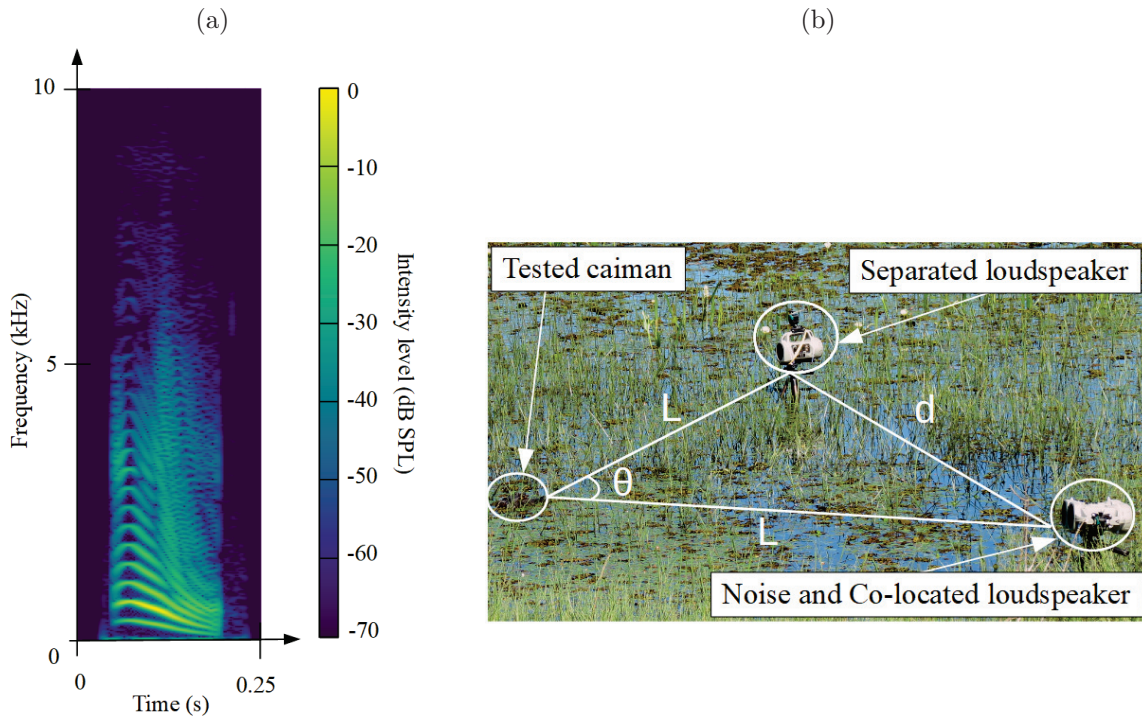 (a)
(b)
10
5
0
Frequency (kHz)
0
0.25
Time (s)
0
-10
-20
-30
-40
-50
-60
-70
Intensity level (dB SPL)
Tested caiman
Separated loudspeaker
L
d
θ
L
Noise and Co-located loudspeaker